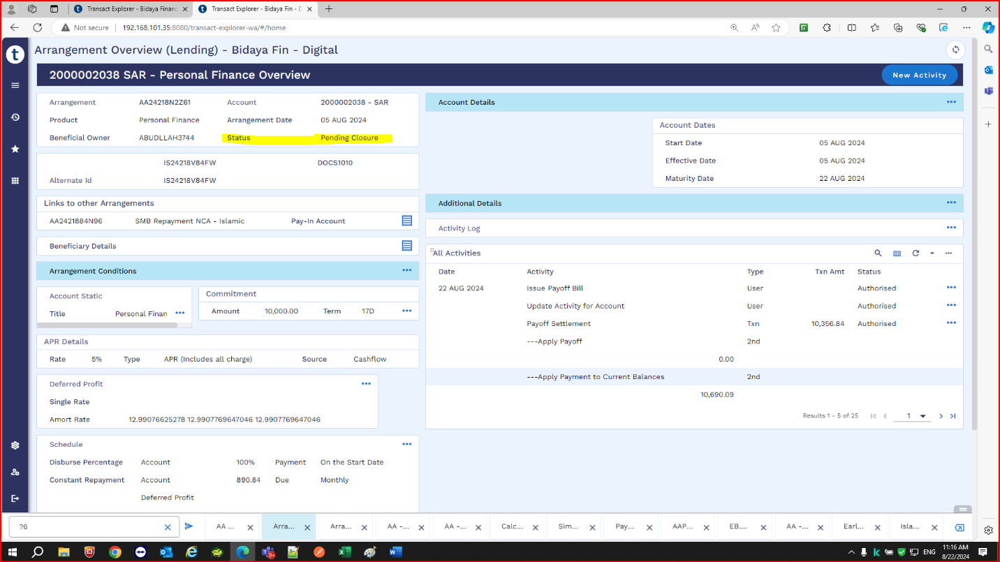 Transact Explorer - Bidaya Financ
Transact Explorer - Bidaya Fin - D
Not secure 192.168.101.35:8080/transact-explorer-wa/#/home
Arrangement Overview (Lending) - Bidaya Fin - Digital
2000002038 SAR - Personal Finance Overview
New Activity
Arrangement AA24218N2Z61 Account 2000002038 - SAR
Product Personal Finance Arrangement Date 05 AUG 2024
Beneficial Owner ABUDLLAH3744 Status Pending Closure
IS24218V84FW DOCS1010
Alternate Id IS24218V84FW
Links to other Arrangements
AA2421884N96 SMB Repayment NCA - Islamic Pay-In Account
Beneficiary Details
Arrangement Conditions
Account Static
Title Personal Finan
Commitment
Amount 10,000.00 Term 17D
APR Details
Rate 5% Type APR (Includes all charge) Source Cashflow
Deferred Profit
Single Rate
Amort Rate 12.99076625278 12.9907769647046 12.9907769647046
Schedule
Disburse Percentage Account 100% Payment On the Start Date
Constant Repayment Account 890.84 Due Monthly
Deferred Profit
Account Details
Account Dates
Start Date 05 AUG 2024
Effective Date 05 AUG 2024
Maturity Date 22 AUG 2024
Additional Details
Activity Log
All Activities
Date Activity Type Txn Amt Status
22 AUG 2024 Issue Payoff Bill User Authorised
Update Activity for Account User Authorised
Payoff Settlement Txn 10,356.84 Authorised
---Apply Payoff 2nd
0.00
---Apply Payment to Current Balances 2nd
10,690.09
Results 1 - 5 of 25 1
?6
AA ... Arra... Arra... AA -... AA -... Calc... Sim... Pay... AAP... EB.... AA -... Earl... Isla...
ENG
11:16 AM
8/22/2024